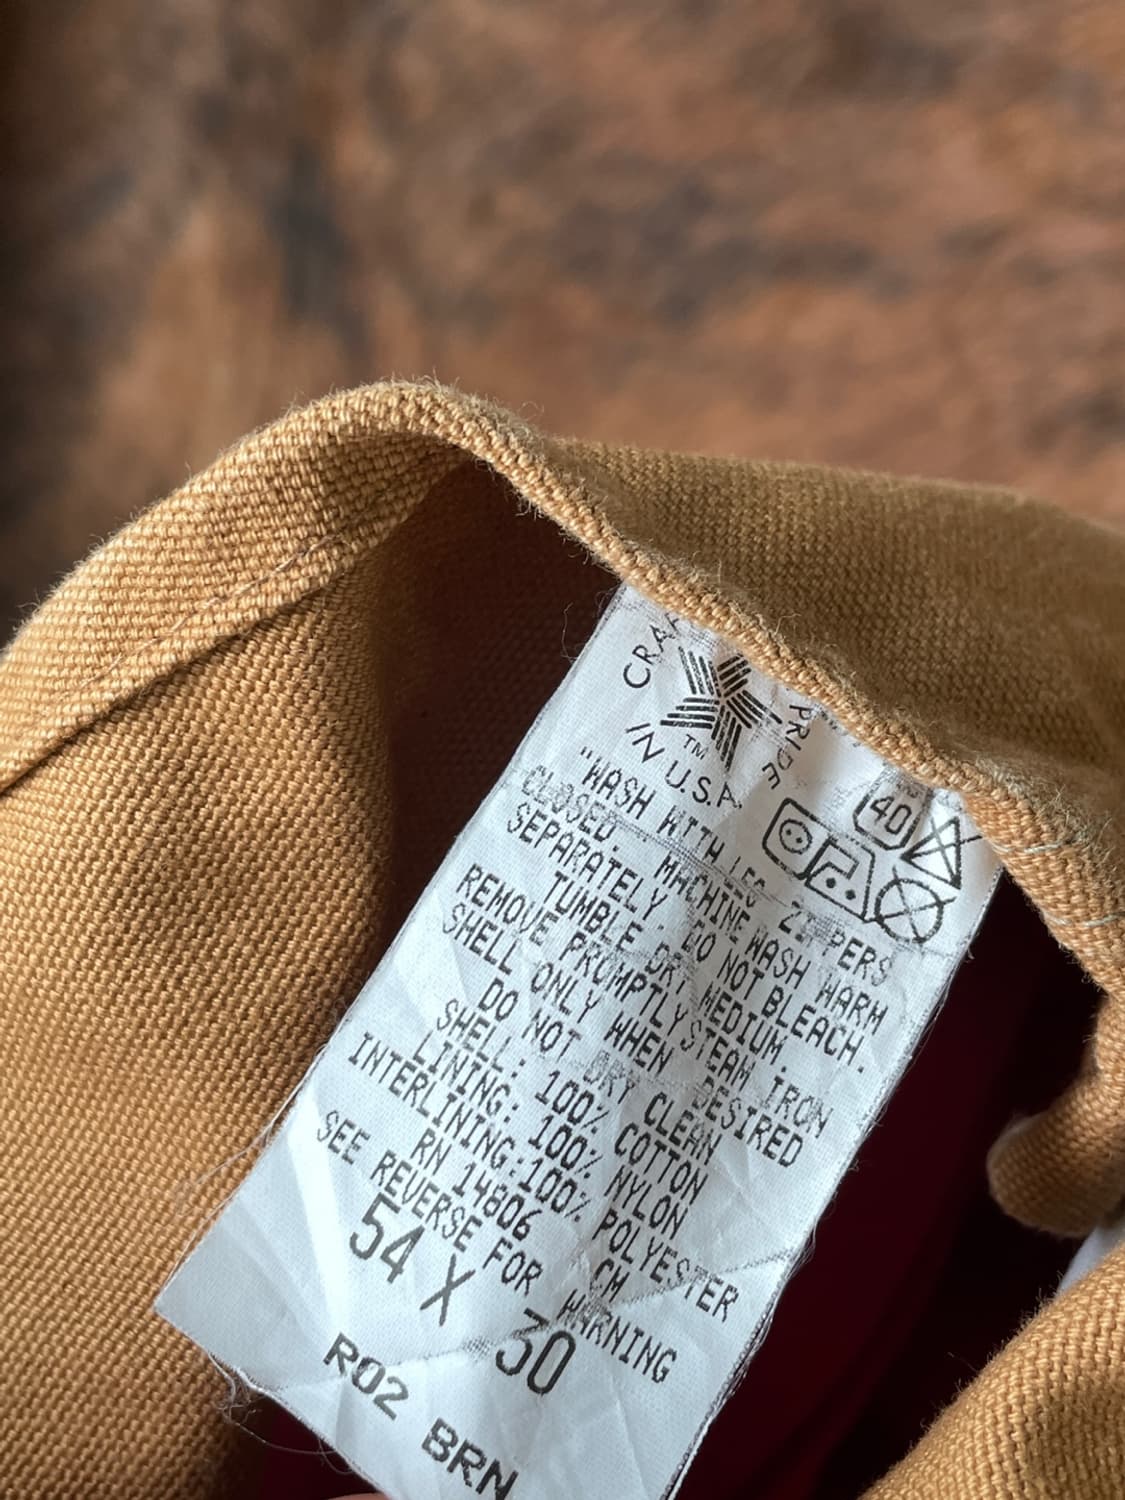 CRAF
PRIDE
IN U.S.A.
TM
40
"WASH WITH LEG ZIPPERS
CLOSED. MACHINE WASH WARM
SEPARATELY. DO NOT BLEACH.
TUMBLE DRY MEDIUM.
REMOVE PROMPTLY STEAM IRON
SHELL ONLY WHEN DESIRED
DO NOT DRY CLEAN
SHELL: 100% COTTON
LINING: 100% NYLON
INTERLINING:100% POLYESTER
RN 14806 CM
SEE REVERSE FOR WARNING
54 X 30
R02 BRN